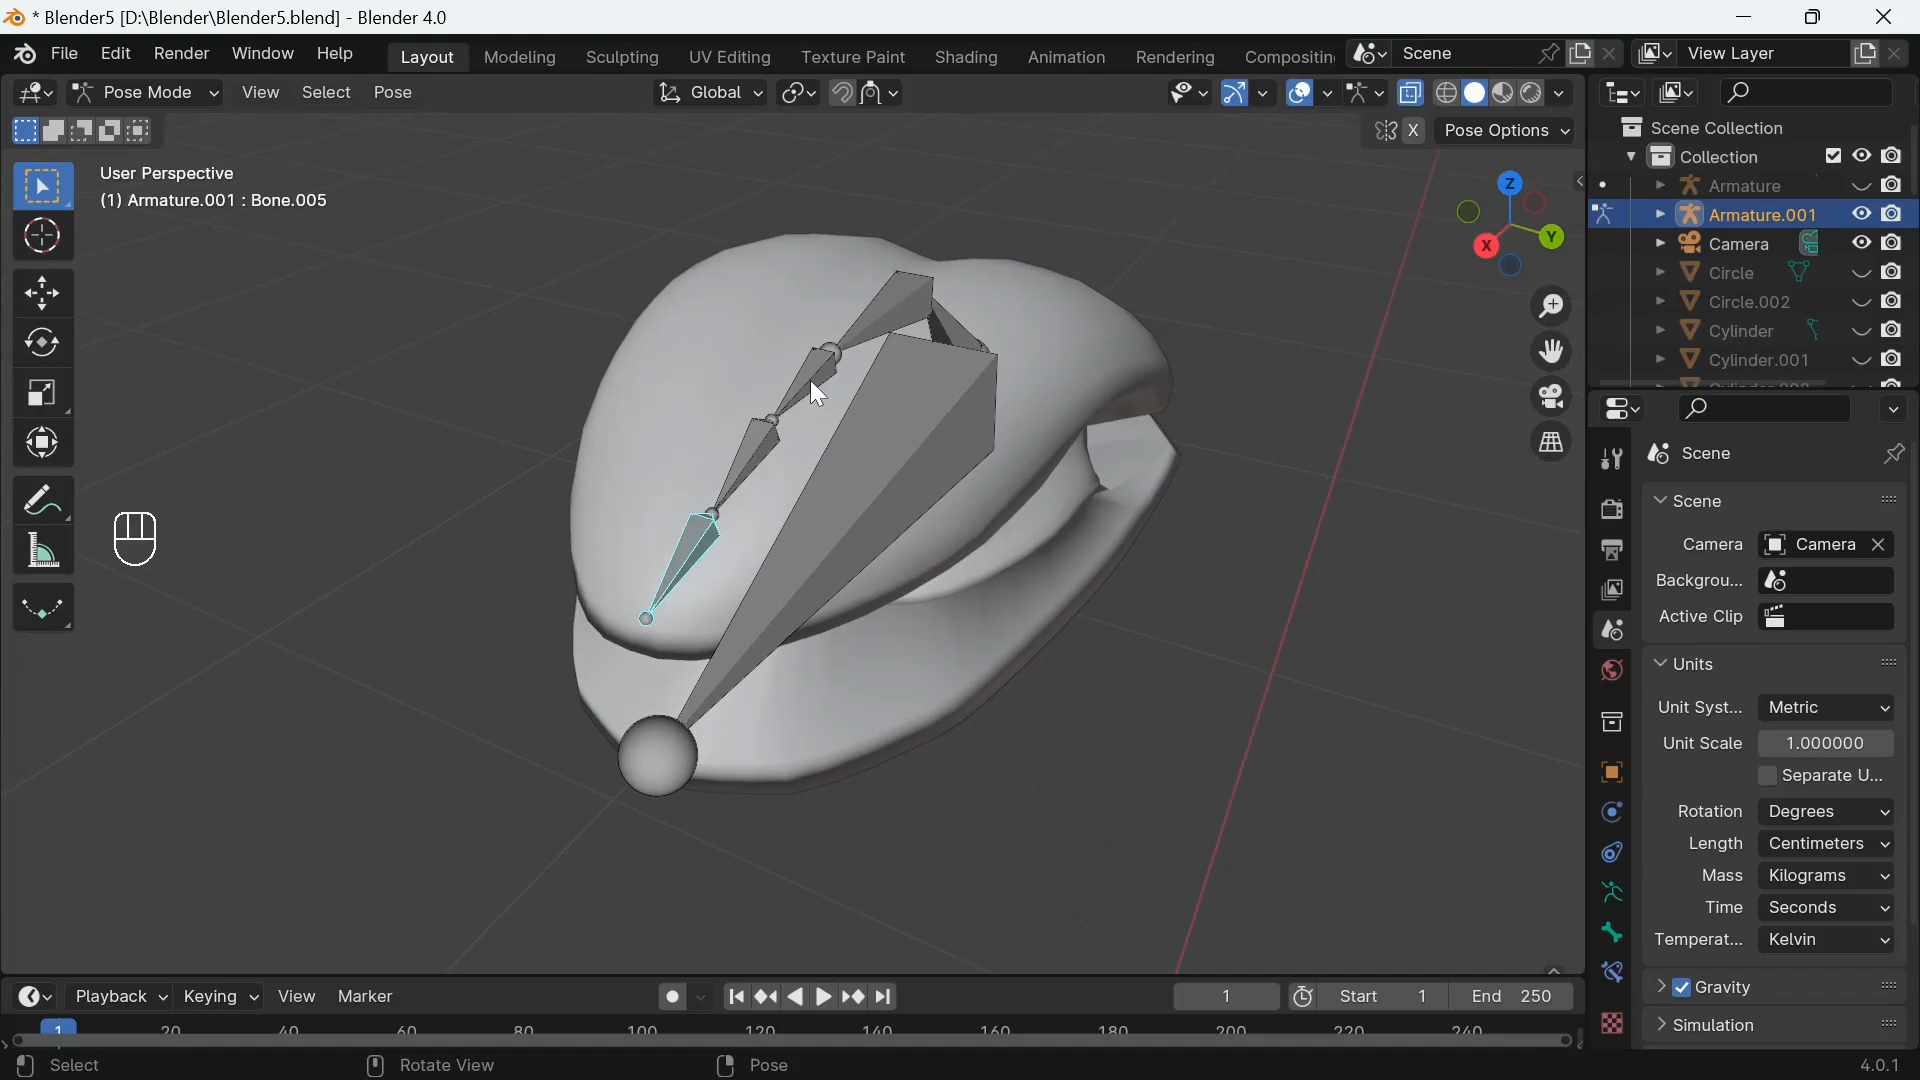 * Blender5 [D:\Blender\Blender5.blend] - Blender 4.0
File Edit Render Window Help Layout Modeling Sculpting UV Editing Texture Paint Shading Animation Rendering Compositin Scene View Layer
Pose Mode View Select Pose Global
X Pose Options
User Perspective
(1) Armature.001 : Bone.005
Z
Y
X
Scene Collection
Collection
Armature
Armature.001
Camera
Circle
Circle.002
Cylinder
Cylinder.001
Scene
Scene
Camera Camera
Backgrou...
Active Clip
Units
Unit Syst... Metric
Unit Scale 1.000000
Separate U...
Rotation Degrees
Length Centimeters
Mass Kilograms
Time Seconds
Temperat... Kelvin
Gravity
Simulation
Playback Keying View Marker 1 Start 1 End 250
1 20 40 60 80 100 120 140 160 180 200 220 240
Select Rotate View Pose 4.0.1